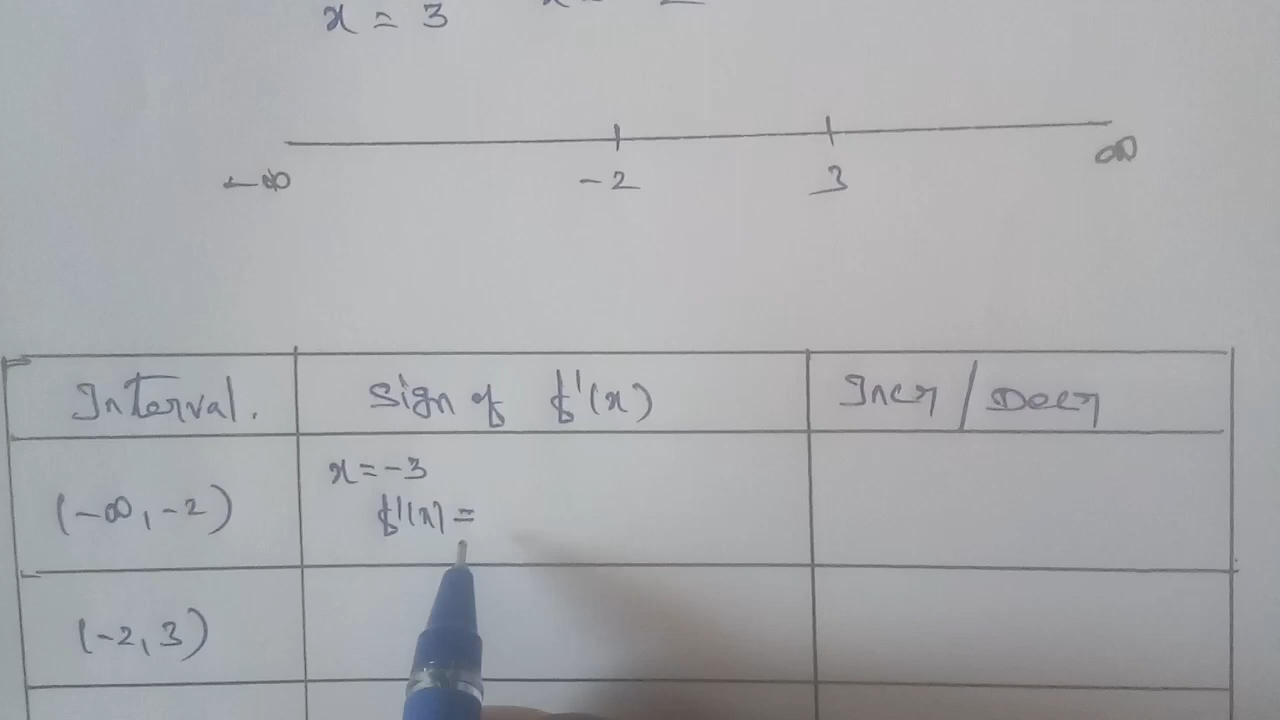 x = 3
-∞ -2 3 ∞
Interval. Sign of f'(x) Incr / Decr
(-∞, -2) x = -3
f'(x) =
(-2, 3)